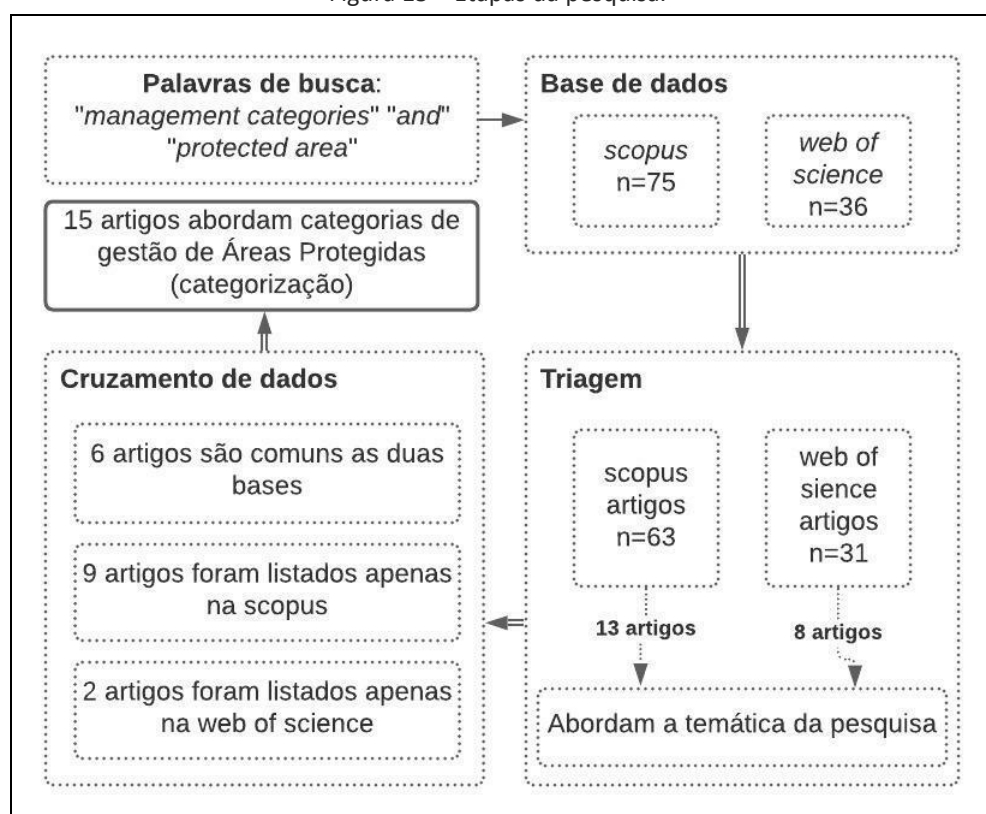 Palavras de busca:
"management categories" "and"
"protected area"
Base de dados
scopus
n=75
web of
science
n=36
15 artigos abordam categorias de
gestão de Áreas Protegidas
(categorização)
Cruzamento de dados
6 artigos são comuns as duas
bases
9 artigos foram listados apenas
na scopus
2 artigos foram listados apenas
na web of science
Triagem
scopus
artigos
n=63
web of
sience
artigos
n=31
13 artigos
8 artigos
Abordam a temática da pesquisa